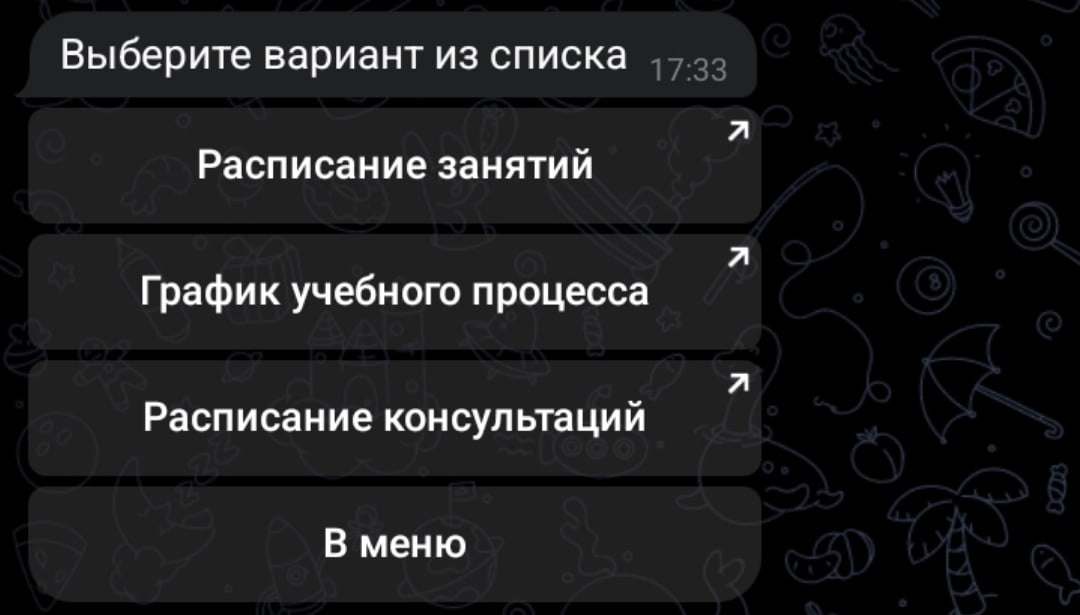 Выберите вариант из списка 17:33
Расписание занятий
График учебного процесса
Расписание консультаций
В меню